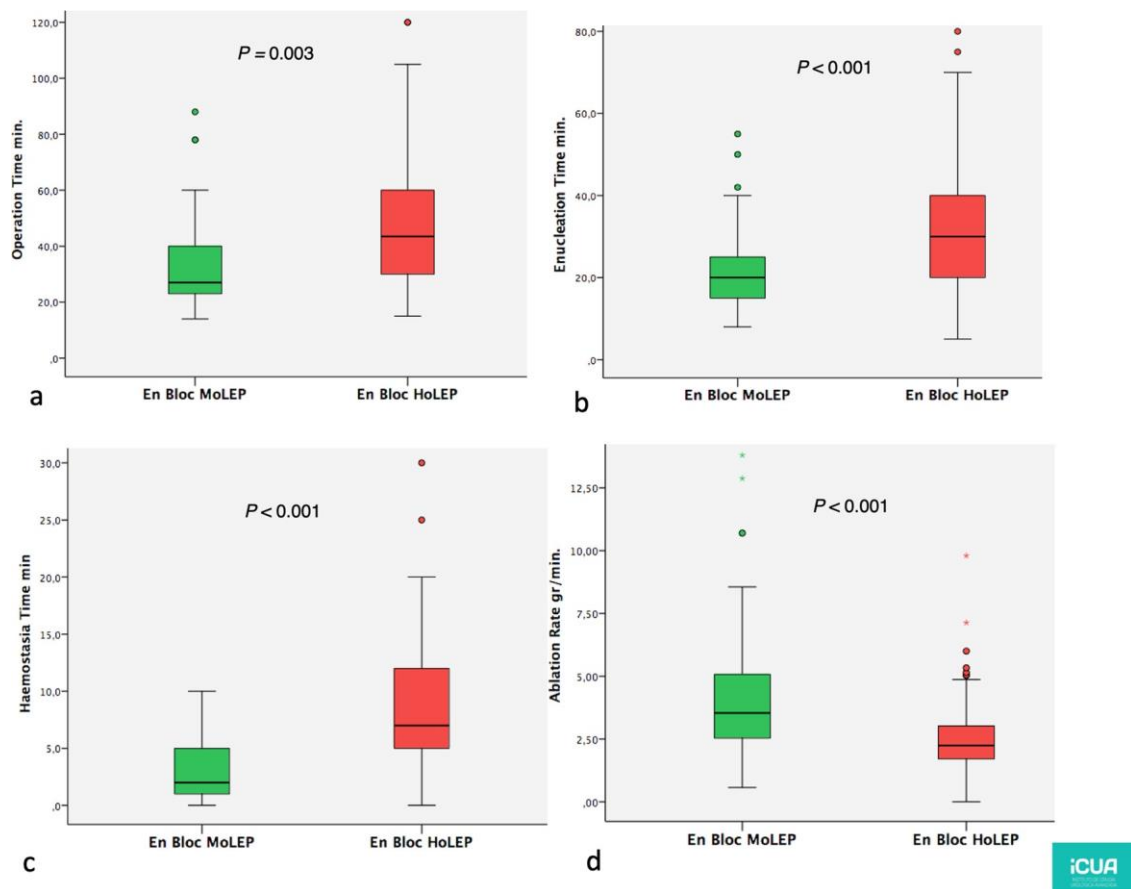 120,0
100,0
80,0
60,0
40,0
20,0
,0
Operation Time min.
P = 0.003
En Bloc MoLEP
En Bloc HoLEP
a
80,0
60,0
40,0
20,0
,0
Enucleation Time min.
P < 0.001
En Bloc MoLEP
En Bloc HoLEP
b
30,0
25,0
20,0
15,0
10,0
5,0
,0
Haemostasia Time min
P < 0.001
En Bloc MoLEP
En Bloc HoLEP
c
12,50
10,00
7,50
5,00
2,50
,00
Ablation Rate gr/min.
P < 0.001
En Bloc MoLEP
En Bloc HoLEP
d
iCUA